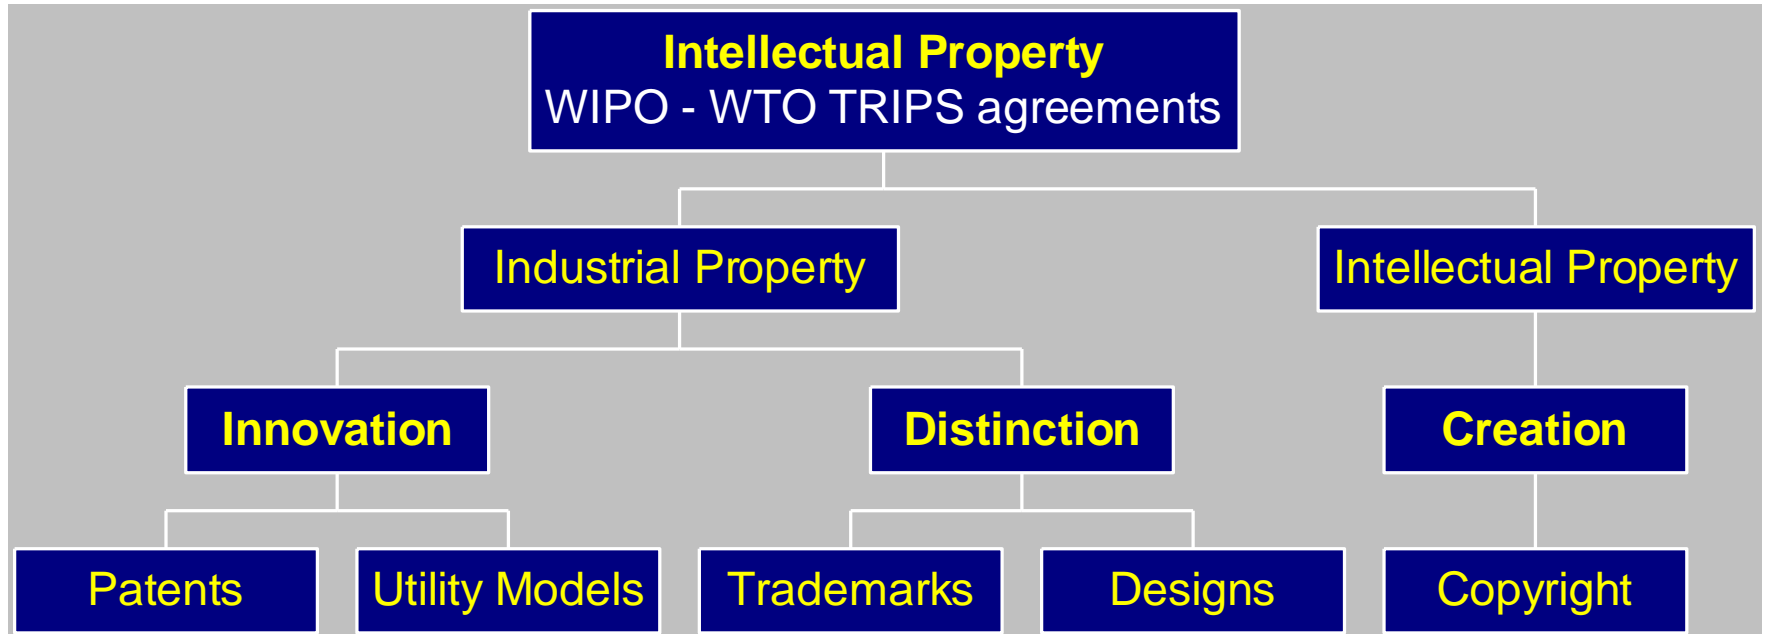 Intellectual Property
WIPO - WTO TRIPS agreements
Industrial Property
Intellectual Property
Innovation
Distinction
Creation
Patents
Utility Models
Trademarks
Designs
Copyright